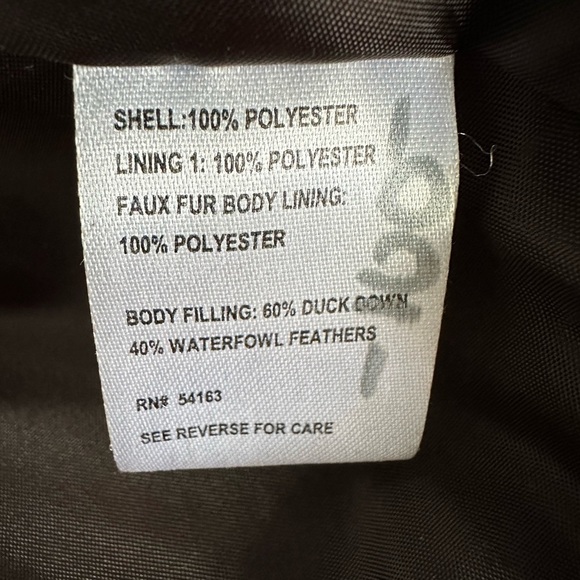 SHELL:100% POLYESTER
LINING 1: 100% POLYESTER
FAUX FUR BODY LINING:
100% POLYESTER
BODY FILLING: 60% DUCK DOWN
40% WATERFOWL FEATHERS
RN# 54163
SEE REVERSE FOR CARE